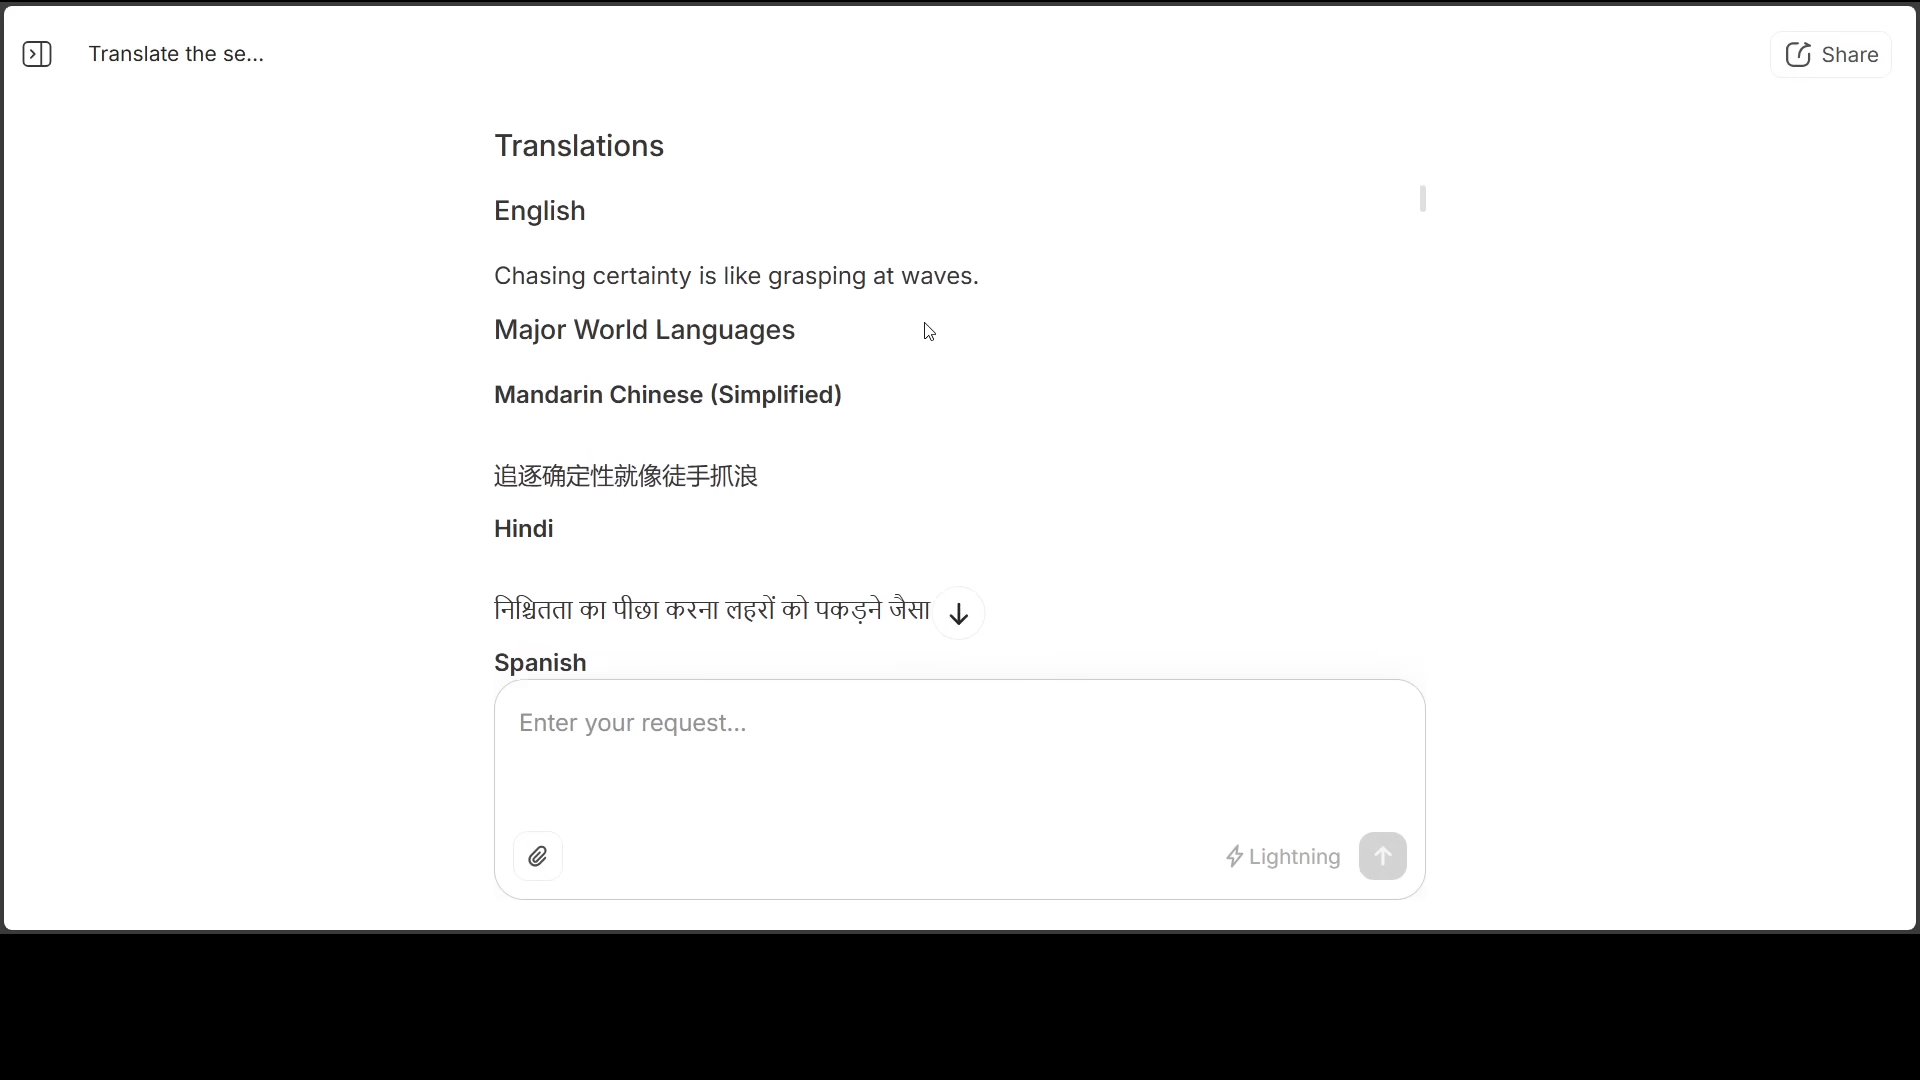 Translate the se...
Share
Translations
English
Chasing certainty is like grasping at waves.
Major World Languages
Mandarin Chinese (Simplified)
追逐确定性就像徒手抓浪
Hindi
निश्चितता का पीछा करना लहरों को पकड़ने जैसा
Spanish
Enter your request...
Lightning